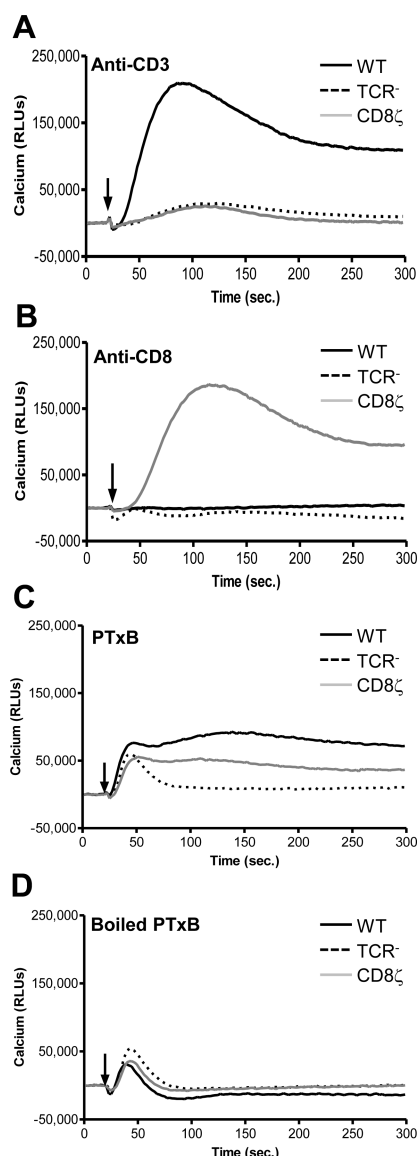 A
Anti-CD3
WT
TCR-
CD8ζ
250,000
150,000
50,000
-50,000
Calcium (RLUs)
0 50 100 150 200 250 300
Time (sec.)
B
Anti-CD8
WT
TCR-
CD8ζ
250,000
150,000
50,000
-50,000
Calcium (RLUs)
0 50 100 150 200 250 300
Time (sec.)
C
PTxB
WT
TCR-
CD8ζ
250,000
150,000
50,000
-50,000
Calcium (RLUs)
0 50 100 150 200 250 300
Time (sec.)
D
Boiled PTxB
WT
TCR-
CD8ζ
250,000
150,000
50,000
-50,000
Calcium (RLUs)
0 50 100 150 200 250 300
Time (sec.)